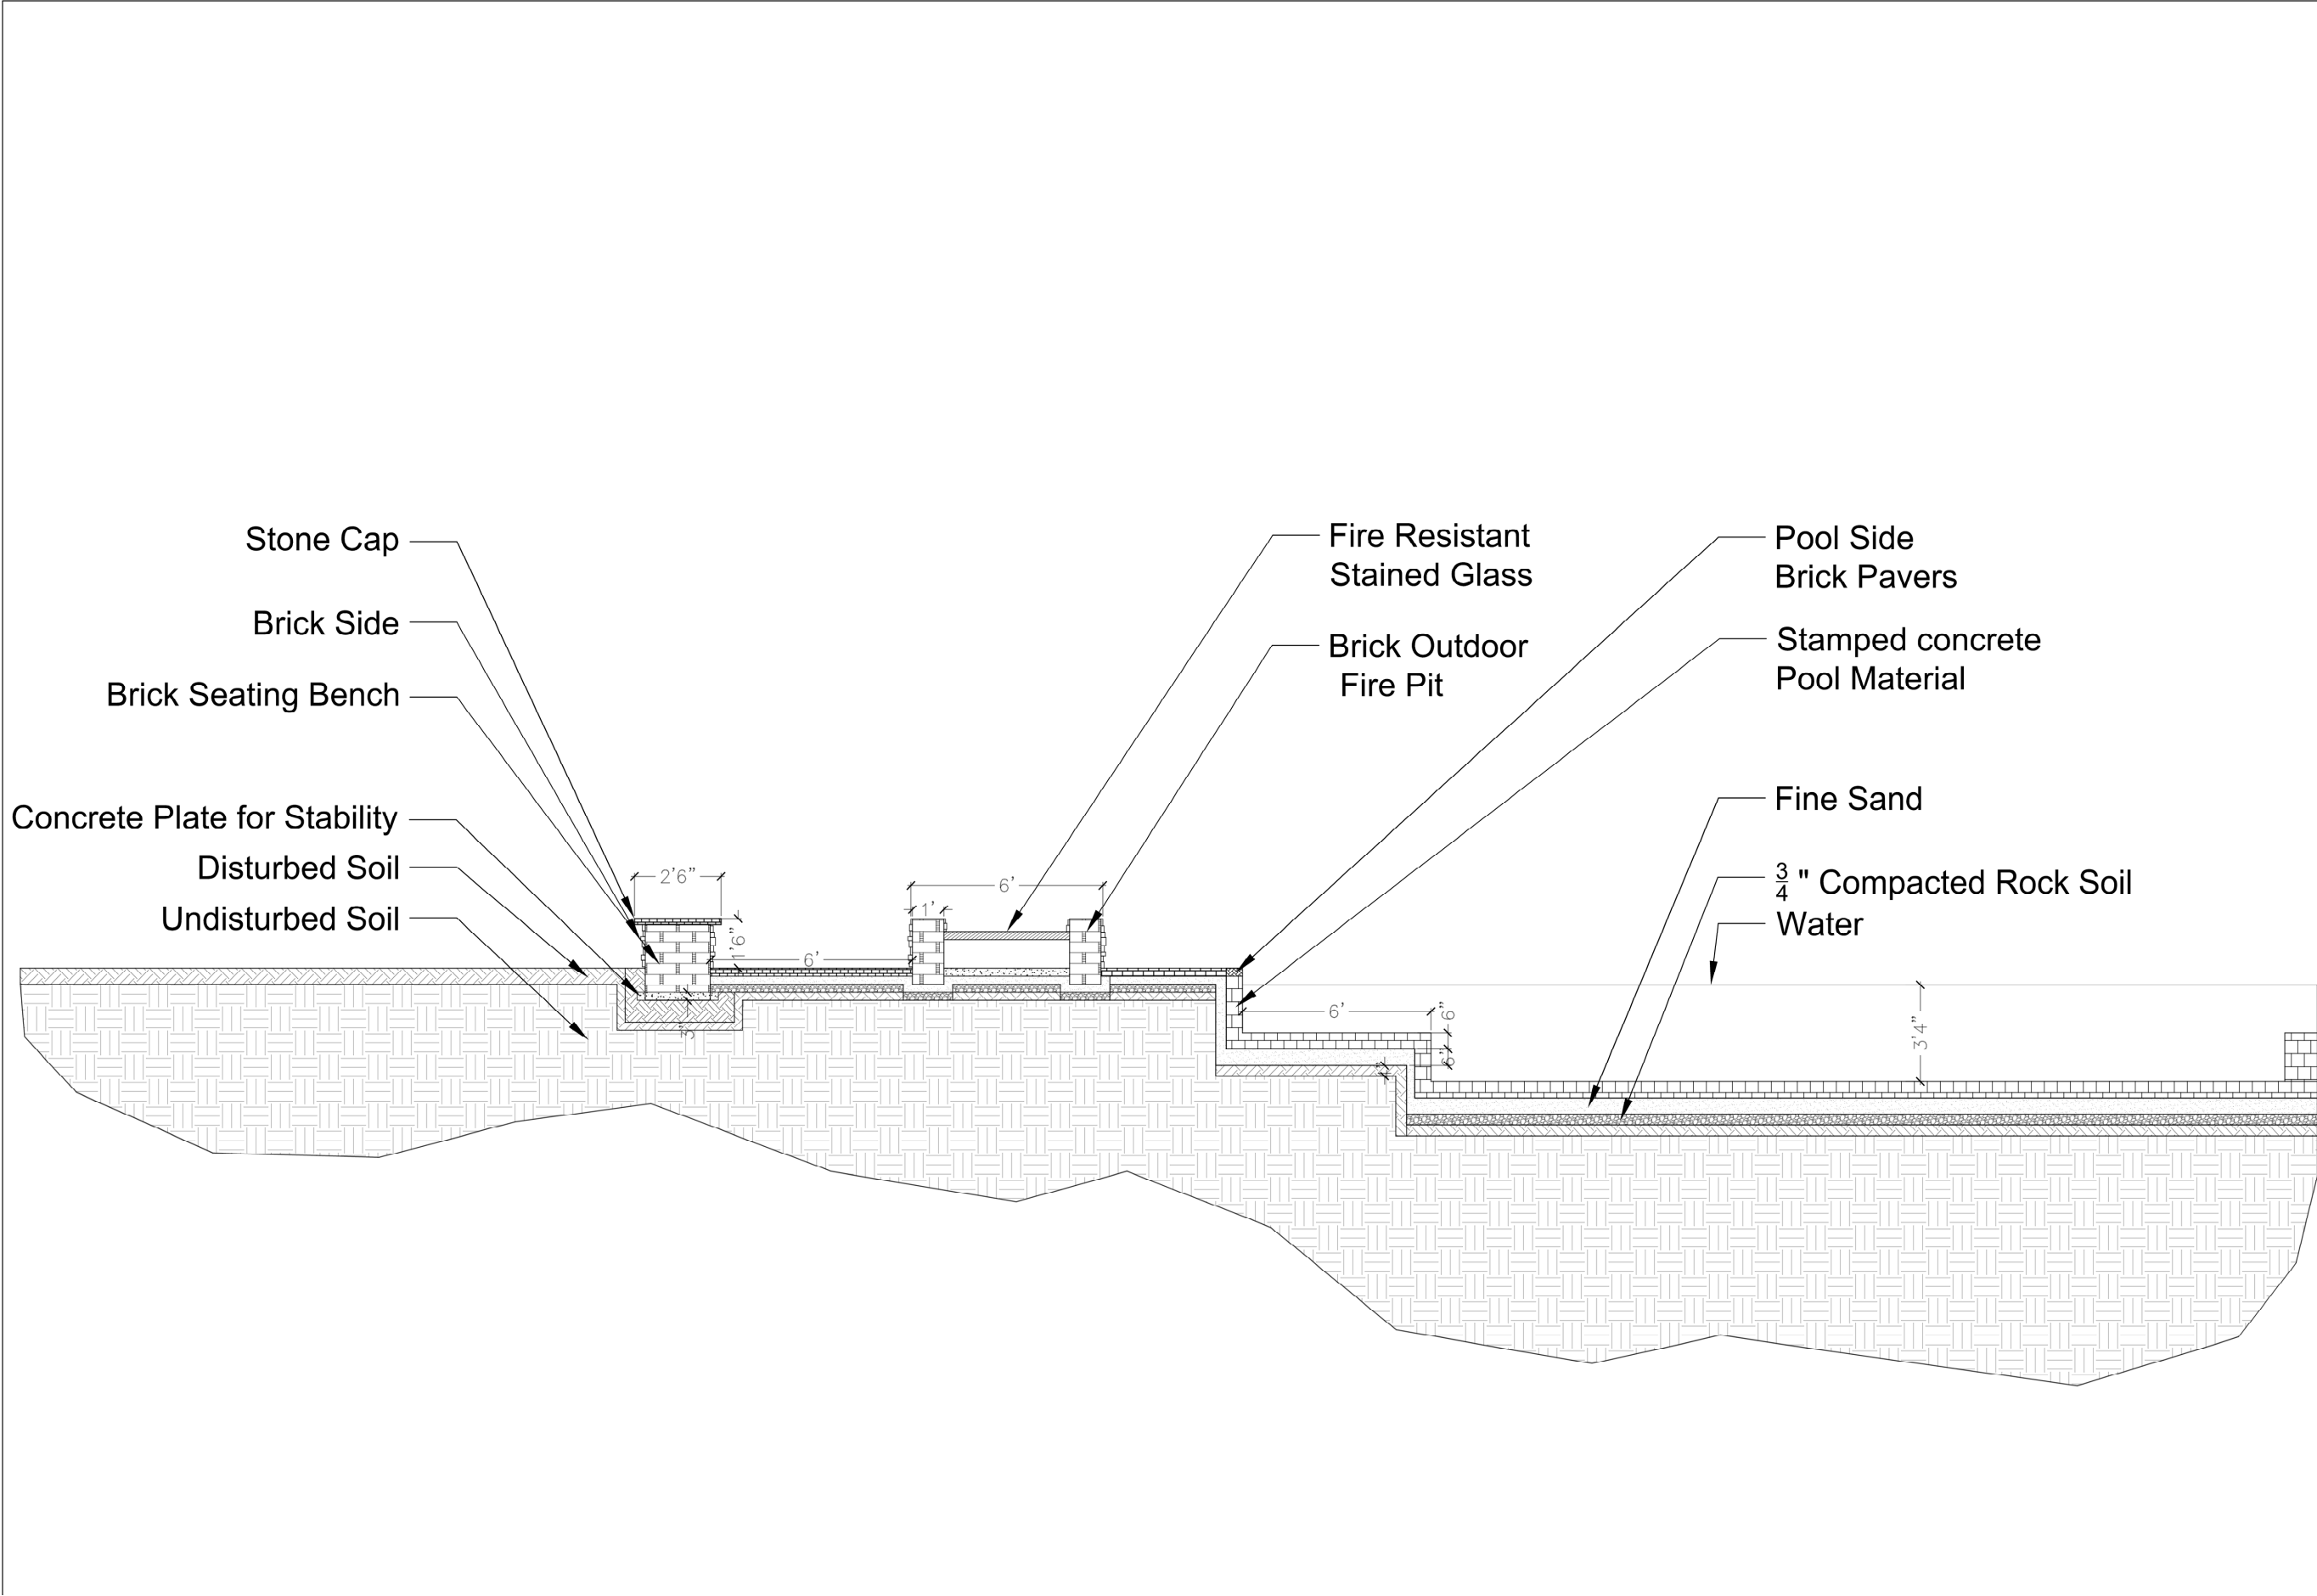 Stone Cap
Brick Side
Brick Seating Bench
Concrete Plate for Stability
Disturbed Soil
Undisturbed Soil
Fire Resistant
Stained Glass
Brick Outdoor
Fire Pit
Pool Side
Brick Pavers
Stamped concrete
Pool Material
Fine Sand
3/4 " Compacted Rock Soil
Water
2'6"
1'6"
6'
6'
1'
3"
6'
6"
6"
3'4"